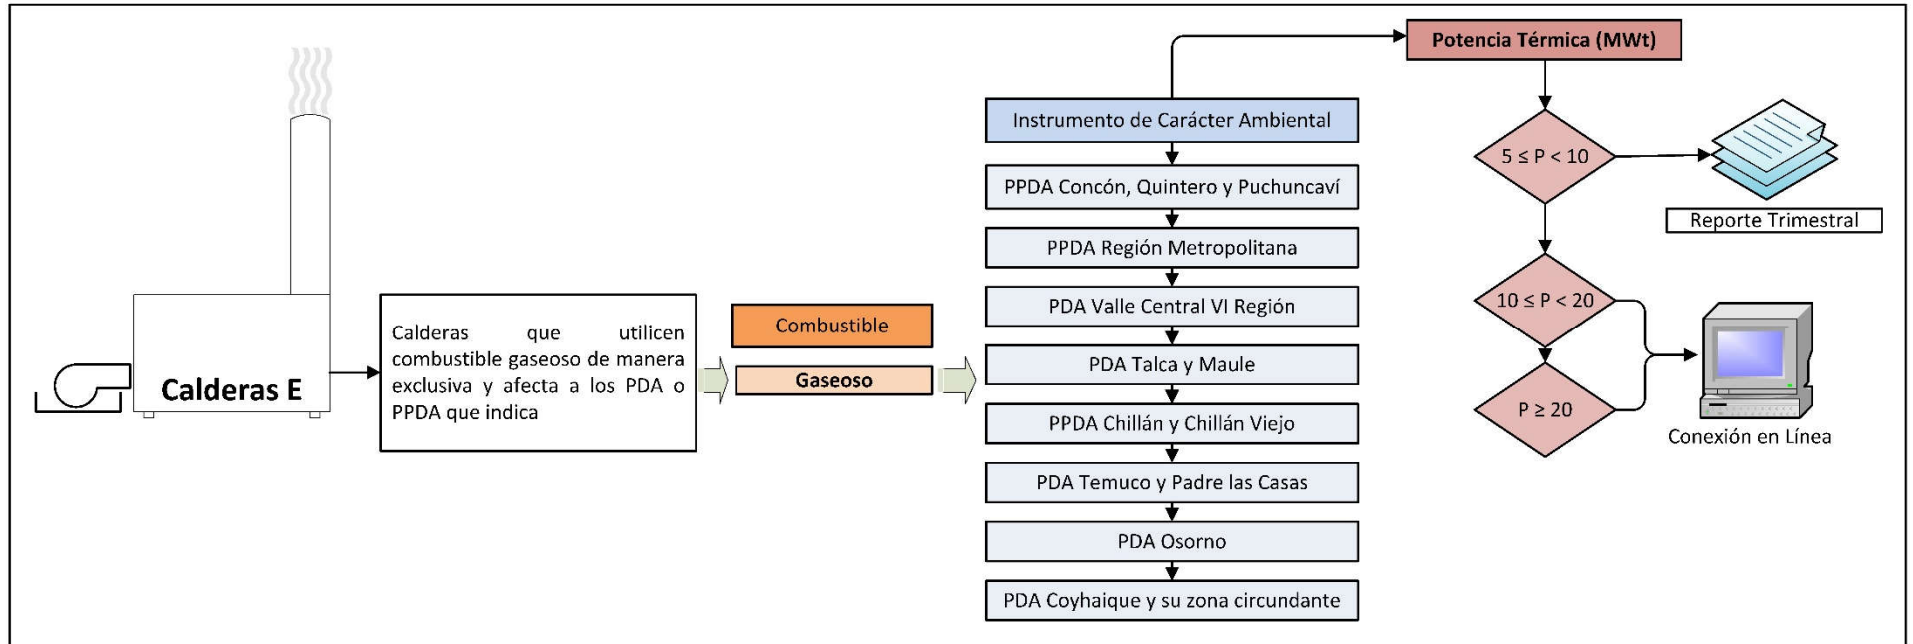 Calderas E
Calderas que utilicen
combustible gaseoso de manera
exclusiva y afecta a los PDA o
PPDA que indica
Combustible
Gaseoso
Instrumento de Carácter Ambiental
PPDA Concón, Quintero y Puchuncaví
PPDA Región Metropolitana
PDA Valle Central VI Región
PDA Talca y Maule
PPDA Chillán y Chillán Viejo
PDA Temuco y Padre las Casas
PDA Osorno
PDA Coyhaique y su zona circundante
Potencia Térmica (MWt)
5 ≤ P < 10
Reporte Trimestral
10 ≤ P < 20
P ≥ 20
Conexión en Línea